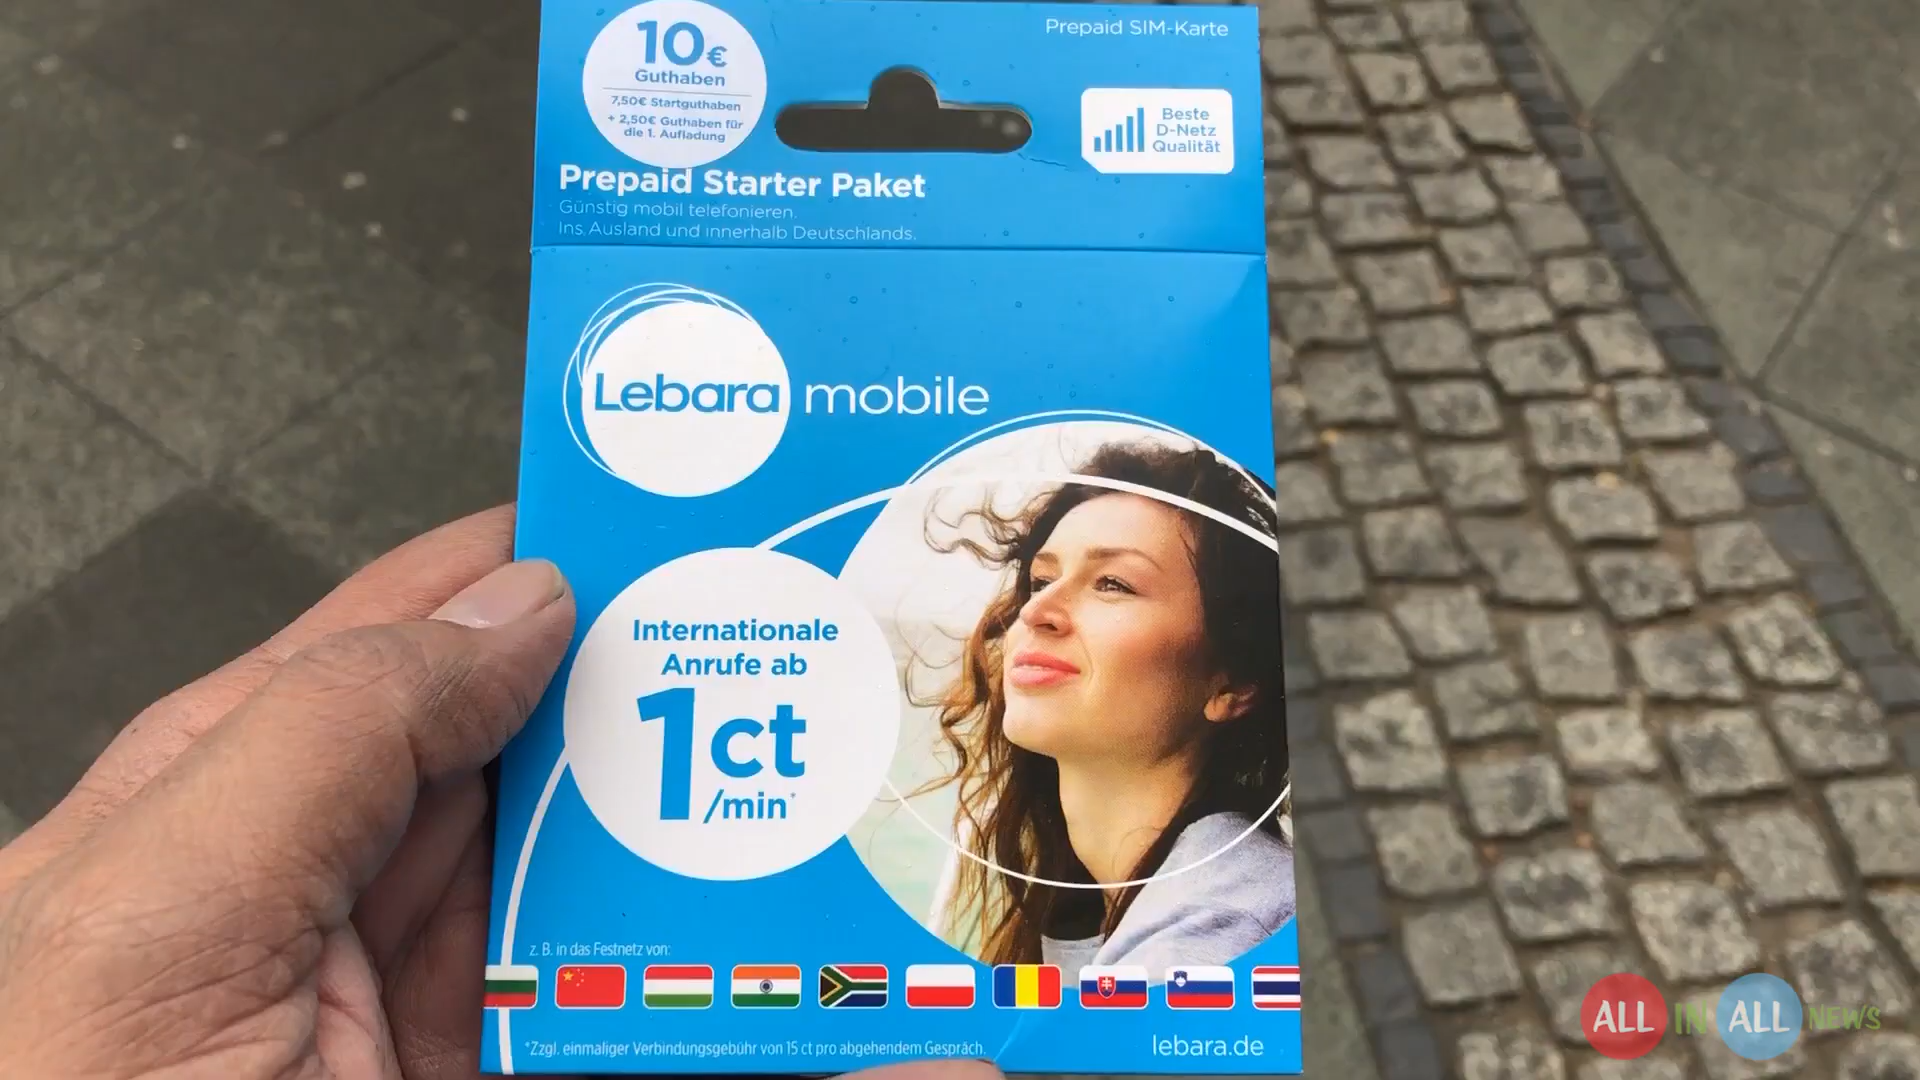 10€
Guthaben
7,50€ Startguthaben
+ 2,50€ Guthaben für
die 1. Aufladung
Prepaid SIM-Karte
Beste
D-Netz
Qualität
Prepaid Starter Paket
Günstig mobil telefonieren.
Ins Ausland und innerhalb Deutschlands.
Lebara mobile
Internationale
Anrufe ab
1ct
/min*
z. B. in das Festnetz von:
*Zzgl. einmaliger Verbindungsgebühr von 15 ct pro abgehendem Gespräch.
lebara.de
ALL IN ALL NEWS